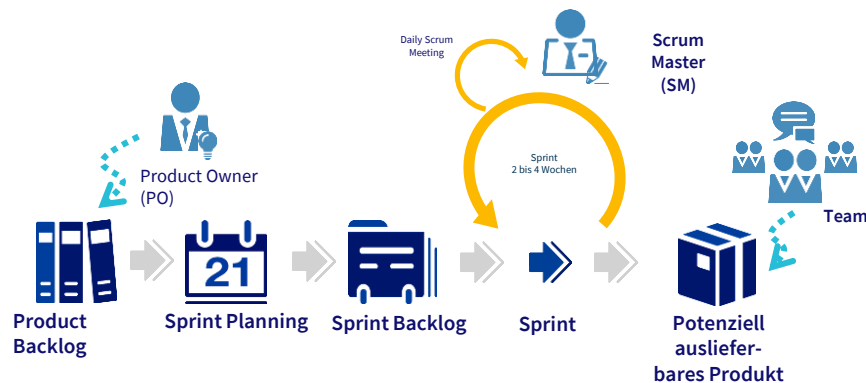 Daily Scrum
Meeting
Scrum
Master
(SM)
Product Owner
(PO)
Sprint
2 bis 4 Wochen
Team
21
Product
Backlog
Sprint Planning
Sprint Backlog
Sprint
Potenziell
ausliefer-
bares Produkt